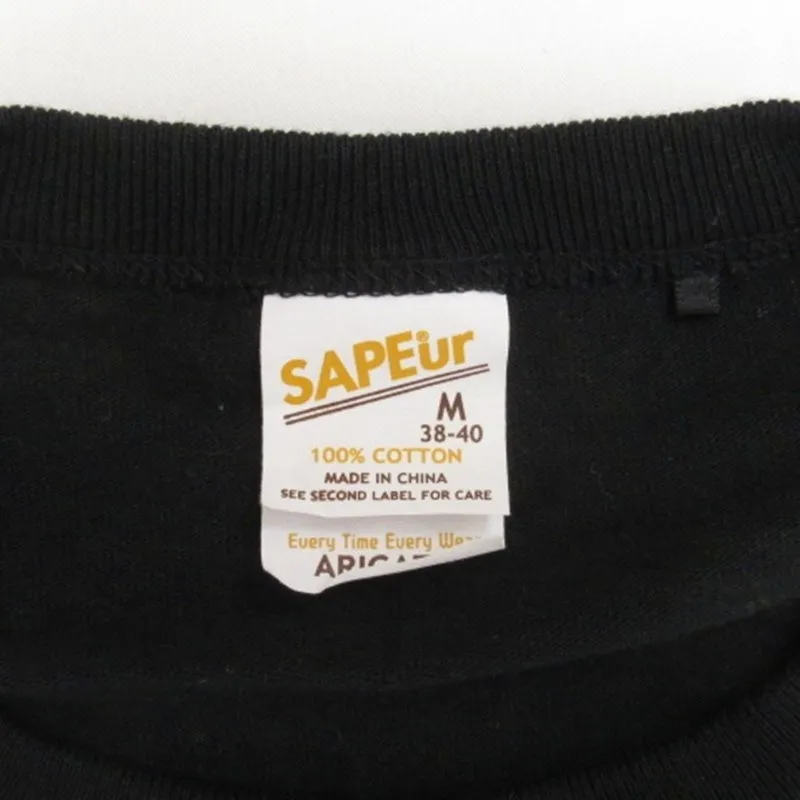 SAPEur
M
38-40
100% COTTON
MADE IN CHINA
SEE SECOND LABEL FOR CARE
Every Time Every